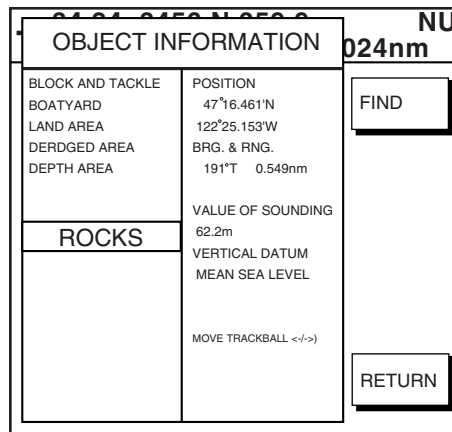 NU
024nm
OBJECT INFORMATION
BLOCK AND TACKLE
BOATYARD
LAND AREA
DERDGED AREA
DEPTH AREA
ROCKS
POSITION
47°16.461'N
122°25.153'W
BRG. & RNG.
191°T 0.549nm
VALUE OF SOUNDING
62.2m
VERTICAL DATUM
MEAN SEA LEVEL
MOVE TRACKBALL <-/->)
FIND
RETURN